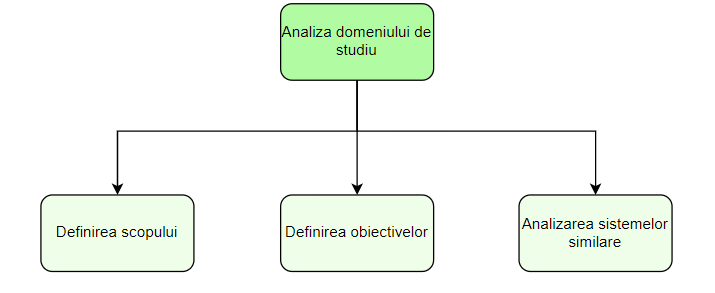 Analiza domeniului de
studiu
Definirea scopului
Definirea obiectivelor
Analizarea sistemelor
similare